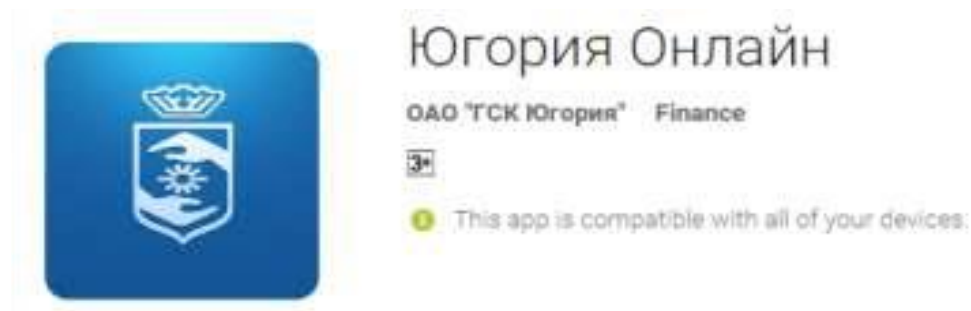 Югория Онлайн
ОАО "ГСК Югория" Finance
3+
This app is compatible with all of your devices.